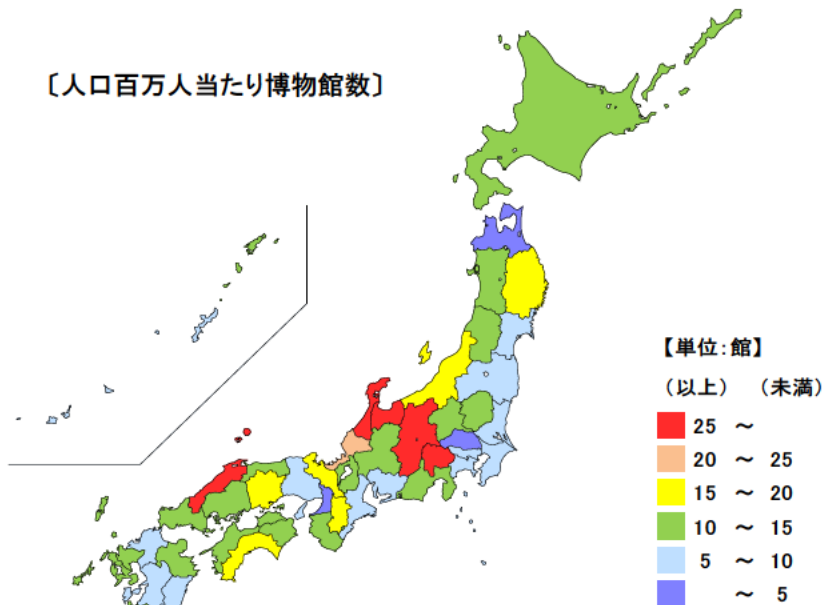 〔人口百万人当たり博物館数〕
【単位：館】
（以上） （未満）
25 ～
20 ～ 25
15 ～ 20
10 ～ 15
5 ～ 10
～ 5